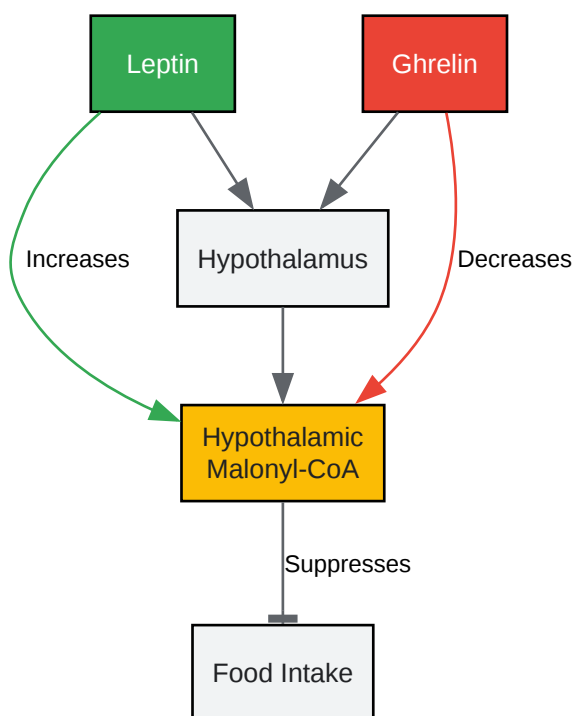 Leptin
Ghrelin
Hypothalamus
Increases
Decreases
Hypothalamic
Malonyl-CoA
Suppresses
Food Intake